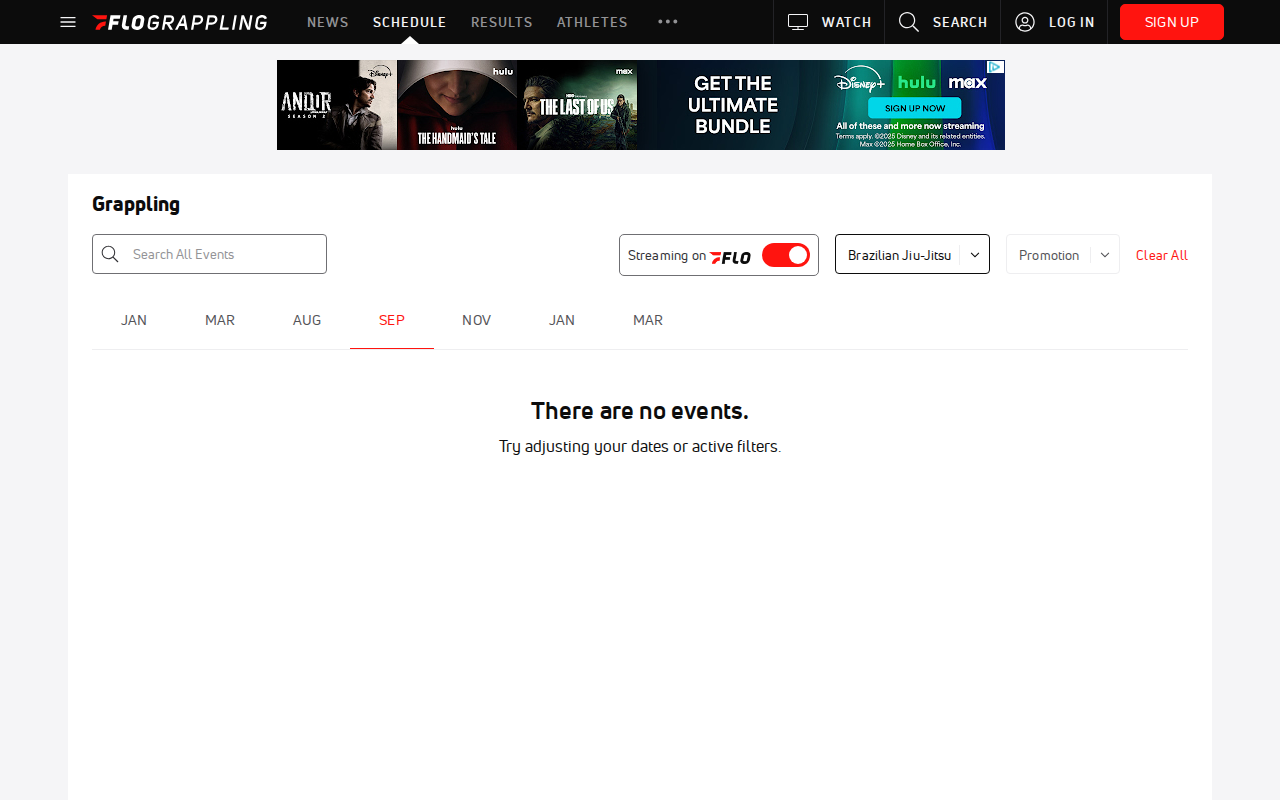 FLOGRAPPLING NEWS SCHEDULE RESULTS ATHLETES ••• WATCH SEARCH LOG IN SIGN UP
ANDOR
SEASON 2
Disney+
hulu
hulu
THE HANDMAID'S TALE
max
THE LAST OF US
GET THE
ULTIMATE
BUNDLE
Disney+ hulu max
SIGN UP NOW
All of these and more now streaming
Terms apply. ©2025 Disney and its related entities.
Max ©2025 Home Box Office, Inc.
Grappling
Search All Events
Streaming on FLO
Brazilian Jiu-Jitsu
Promotion
Clear All
JAN MAR AUG SEP NOV JAN MAR
There are no events.
Try adjusting your dates or active filters.